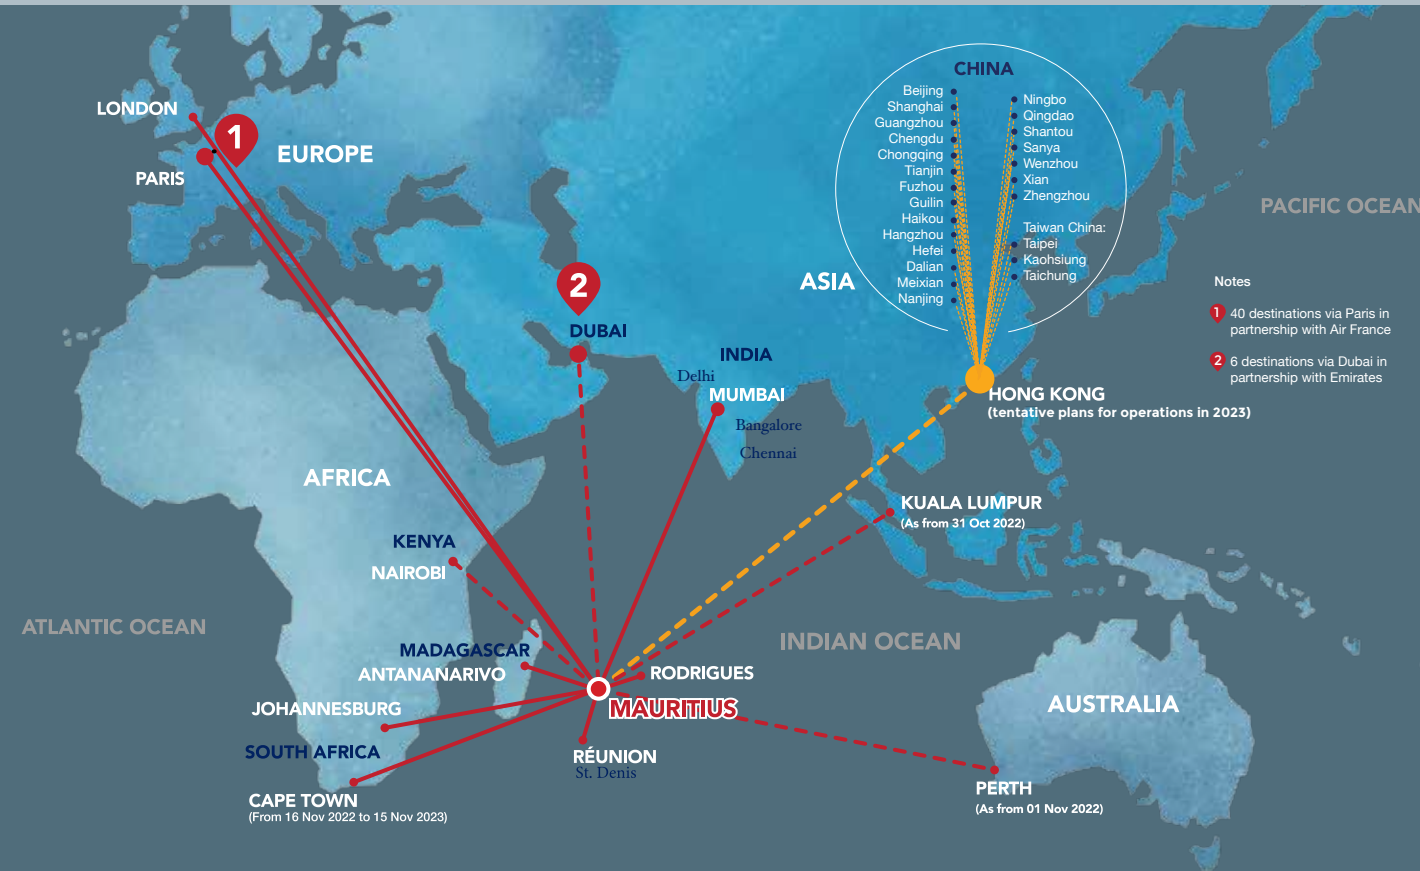 LONDON
1
EUROPE
PARIS
CHINA
Beijing
Shanghai
Guangzhou
Chengdu
Chongqing
Tianjin
Fuzhou
Guilin
Haikou
Hangzhou
Hefei
Dalian
Meixian
Nanjing
Ningbo
Qingdao
Shantou
Sanya
Wenzhou
Xian
Zhengzhou
Taiwan China:
Taipei
Kaohsiung
Taichung
PACIFIC OCEAN
ASIA
2
DUBAI
Notes
1 40 destinations via Paris in
partnership with Air France
2 6 destinations via Dubai in
partnership with Emirates
INDIA
Delhi
MUMBAI
Bangalore
Chennai
HONG KONG
(tentative plans for operations in 2023)
AFRICA
KUALA LUMPUR
(As from 31 Oct 2022)
KENYA
NAIROBI
ATLANTIC OCEAN
INDIAN OCEAN
MADAGASCAR
ANTANANARIVO
RODRIGUES
MAURITIUS
AUSTRALIA
JOHANNESBURG
SOUTH AFRICA
RÉUNION
St. Denis
CAPE TOWN
(From 16 Nov 2022 to 15 Nov 2023)
PERTH
(As from 01 Nov 2022)